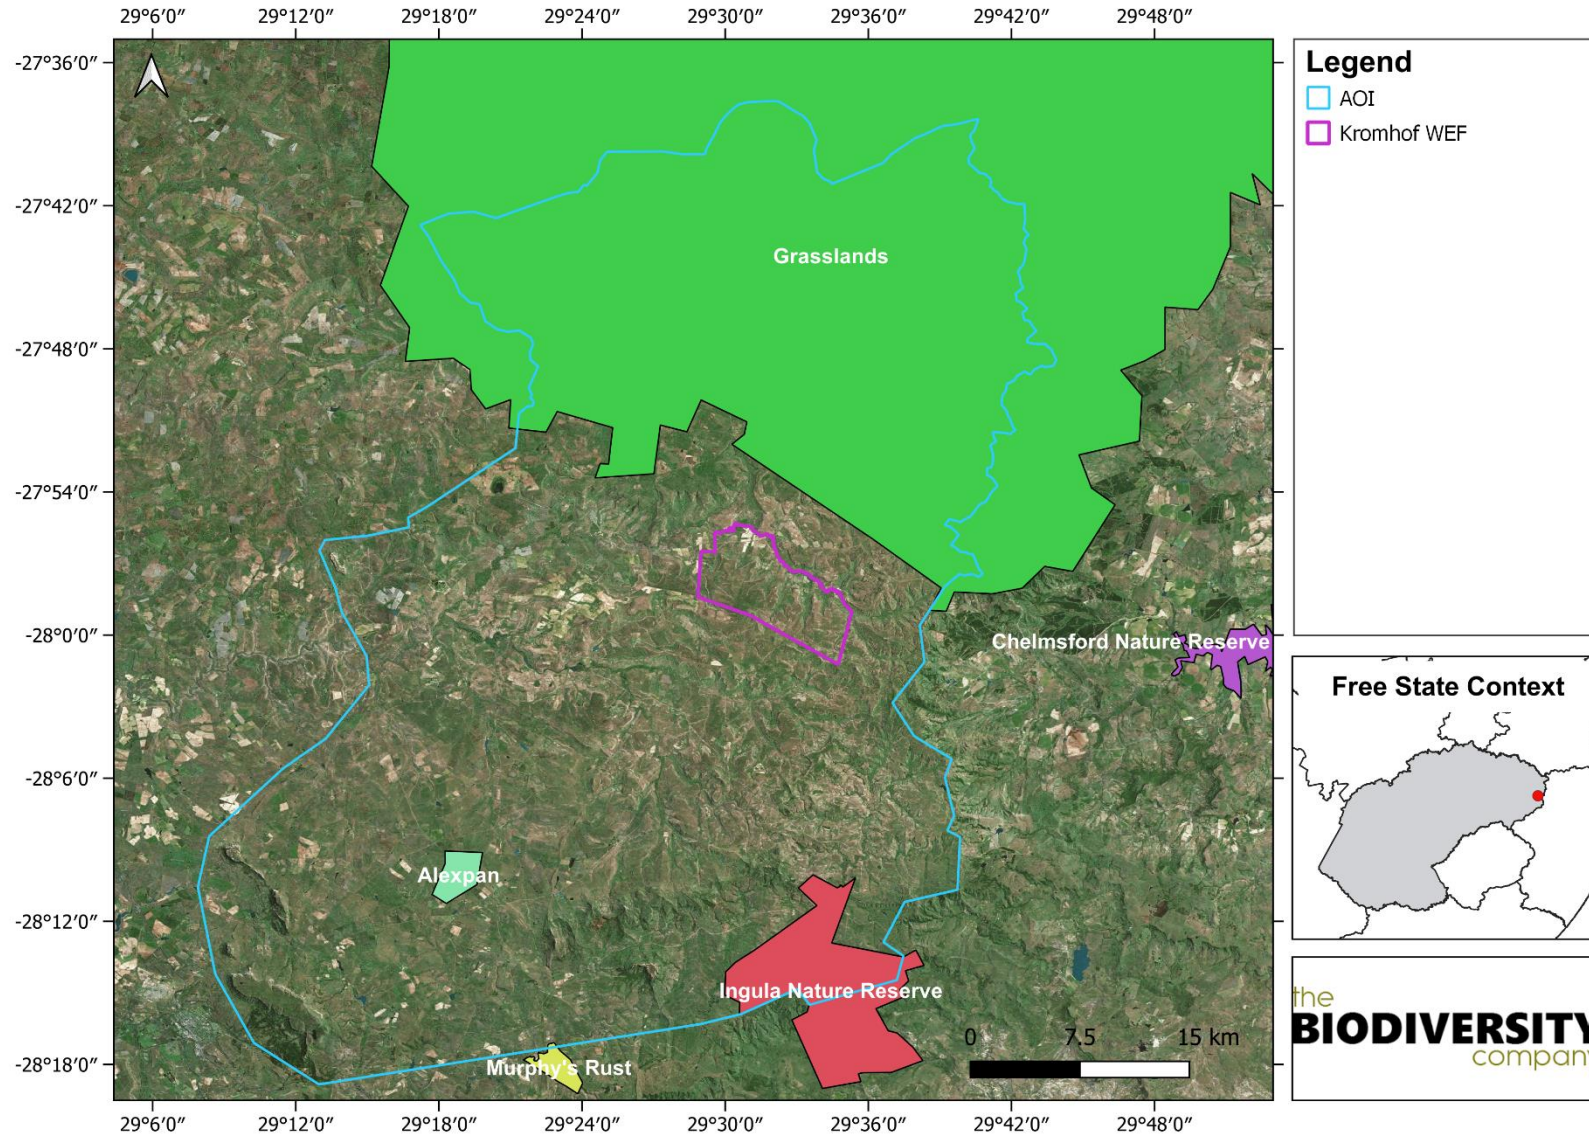 29°6′0″ 29°12′0″ 29°18′0″ 29°24′0″ 29°30′0″ 29°36′0″ 29°42′0″ 29°48′0″
-27°36′0″
-27°42′0″
-27°48′0″
-27°54′0″
-28°0′0″
-28°6′0″
-28°12′0″
-28°18′0″
Grasslands
Chelmsford Nature Reserve
Alexpan
Ingula Nature Reserve
Murphy's Rust
0 7.5 15 km
29°6′0″ 29°12′0″ 29°18′0″ 29°24′0″ 29°30′0″ 29°36′0″ 29°42′0″ 29°48′0″
Legend
AOI
Kromhof WEF
Free State Context
the
BIODIVERSITY
company